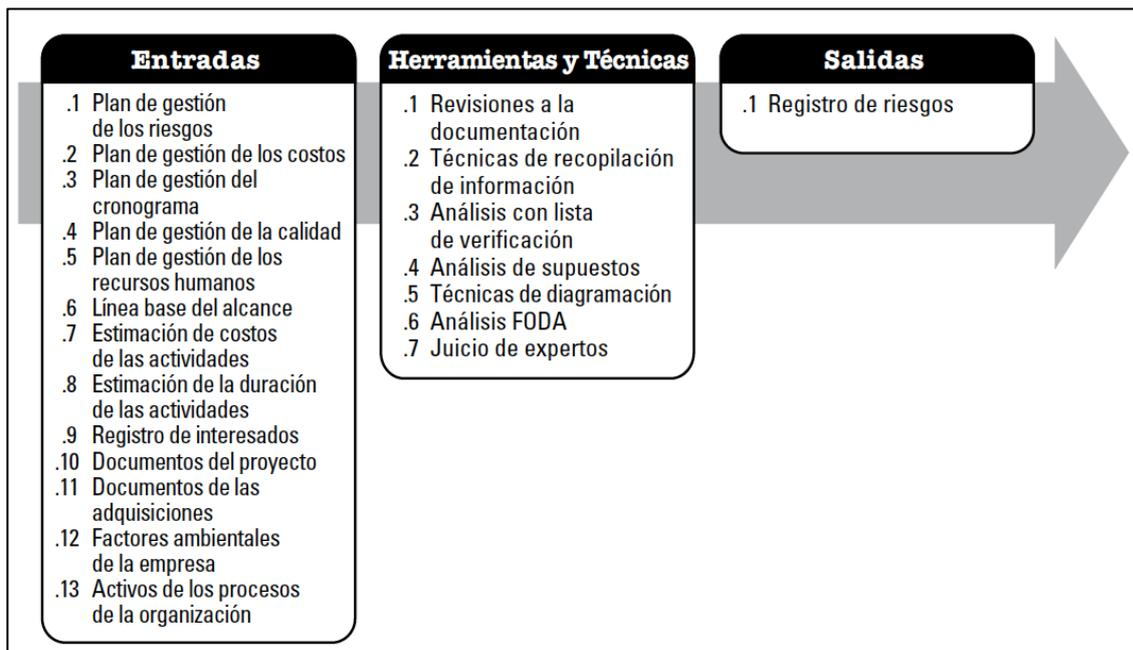 Entradas
.1 Plan de gestión
de los riesgos
.2 Plan de gestión de los costos
.3 Plan de gestión del
cronograma
.4 Plan de gestión de la calidad
.5 Plan de gestión de los
recursos humanos
.6 Línea base del alcance
.7 Estimación de costos
de las actividades
.8 Estimación de la duración
de las actividades
.9 Registro de interesados
.10 Documentos del proyecto
.11 Documentos de las
adquisiciones
.12 Factores ambientales
de la empresa
.13 Activos de los procesos
de la organización
Herramientas y Técnicas
.1 Revisiones a la
documentación
.2 Técnicas de recopilación
de información
.3 Análisis con lista
de verificación
.4 Análisis de supuestos
.5 Técnicas de diagramación
.6 Análisis FODA
.7 Juicio de expertos
Salidas
.1 Registro de riesgos